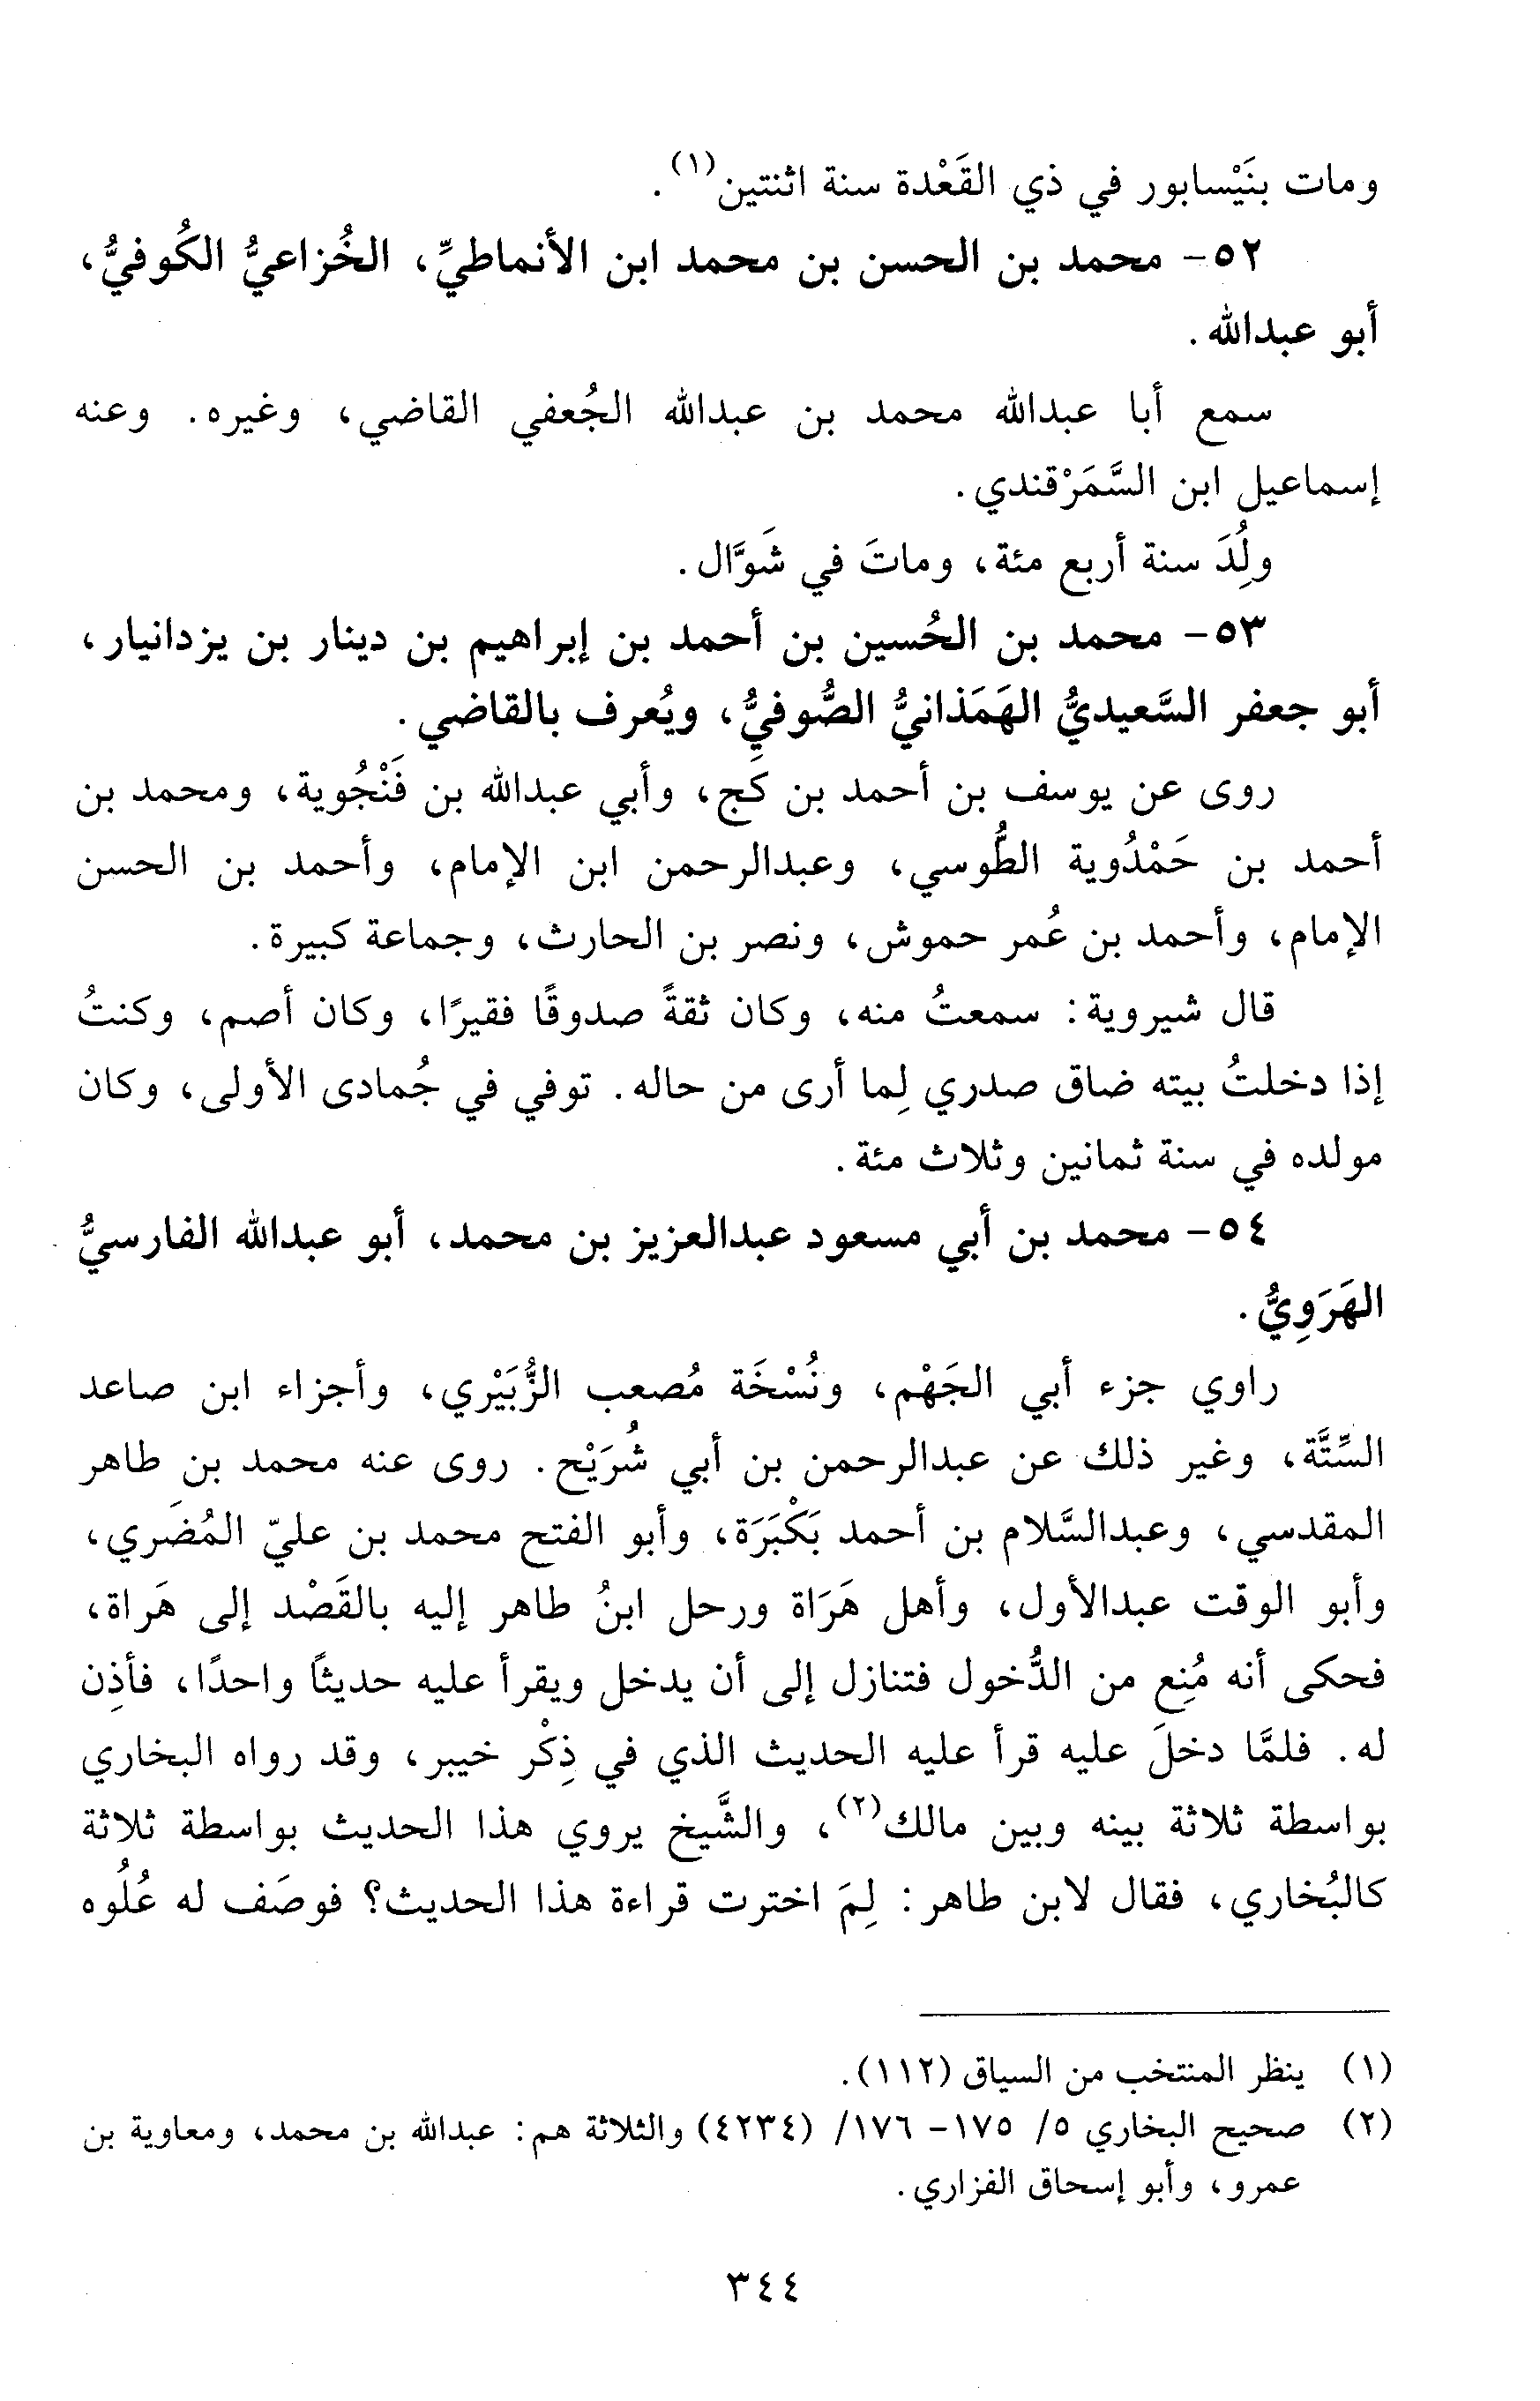 ومات بنَيْسابور في ذي القَعْدة سنة اثنتين(١).
٥٢- محمد بن الحسن بن محمد ابن الأنماطيِّ، الخُزاعيُّ الكُوفيُّ،
أبو عبدالله.
سمع أبا عبدالله محمد بن عبدالله الجُعفي القاضي، وغيره. وعنه
إسماعيل ابن السَّمَرْقندي.
ولُِدَ سنة أربع مئة، وماتَ في شَوَّال.
٥٣- محمد بن الحُسين بن أحمد بن إبراهيم بن دينار بن يزدانيار،
أبو جعفر السَّعيديُّ الهَمَذانيُّ الصُّوفيُّ، ويُعرف بالقاضي.
روى عن يوسف بن أحمد بن كَج، وأبي عبدالله بن فَنْجُوية، ومحمد بن
أحمد بن حَمْدُوية الطُّوسي، وعبدالرحمن ابن الإمام، وأحمد بن الحسن
الإمام، وأحمد بن عُمر حموش، ونصر بن الحارث، وجماعة كبيرة.
قال شيروية: سمعتُ منه، وكان ثقةً صدوقًا فقيرًا، وكان أصم، وكنتُ
إذا دخلتُ بيته ضاق صدري لِما أرى من حاله. توفي في جُمادى الأولى، وكان
مولده في سنة ثمانين وثلاث مئة.
٥٤- محمد بن أبي مسعود عبدالعزيز بن محمد، أبو عبدالله الفارسيُّ
الهَرَوِيُّ.
راوي جزء أبي الجَهْم، ونُسْخَة مُصعب الزُّبَيْري، وأجزاء ابن صاعد
السِّتَّة، وغير ذلك عن عبدالرحمن بن أبي شُرَيْح. روى عنه محمد بن طاهر
المقدسي، وعبدالسَّلام بن أحمد بَكْبَرَة، وأبو الفتح محمد بن عليّ المُضَري،
وأبو الوقت عبدالأول، وأهل هَرَاة ورحل ابنُ طاهر إليه بالقَصْد إلى هَراة،
فحكى أنه مُنِع من الدُّخول فتنازل إلى أن يدخل ويقرأ عليه حديثًا واحدًا، فأذِن
له. فلمَّا دخلَ عليه قرأ عليه الحديث الذي في ذِكْر خيبر، وقد رواه البخاري
بواسطة ثلاثة بينه وبين مالك(٢)، والشَّيخ يروي هذا الحديث بواسطة ثلاثة
كالبُخاري، فقال لابن طاهر: لِمَ اخترت قراءة هذا الحديث؟ فوصَف له عُلُوه
(١) ينظر المنتخب من السياق (١١٢).
(٢) صحيح البخاري ٥/ ١٧٥- ١٧٦/ (٤٢٣٤) والثلاثة هم: عبدالله بن محمد، ومعاوية بن
عمرو، وأبو إسحاق الفزاري.
٣٤٤